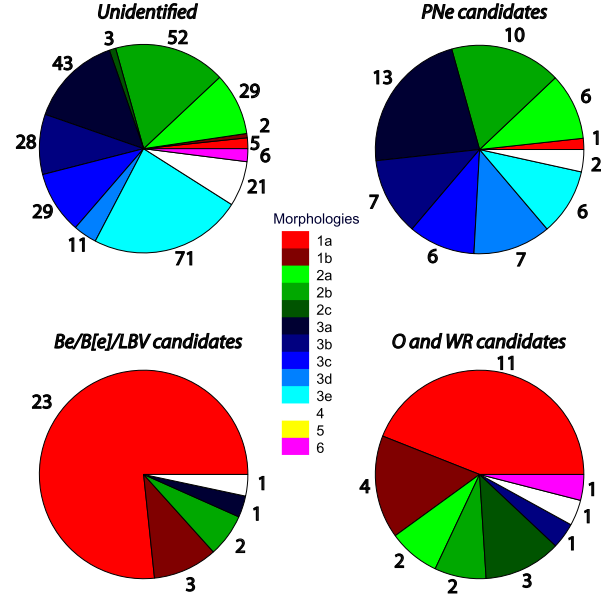 Unidentified
3
52
43
29
2
5
6
28
21
29
11
71
PNe candidates
10
13
6
1
2
7
6
6
7
Morphologies
1a
1b
2a
2b
2c
3a
3b
3c
3d
3e
4
5
6
Be/B[e]/LBV candidates
23
1
1
2
3
O and WR candidates
11
4
1
1
1
2
2
3